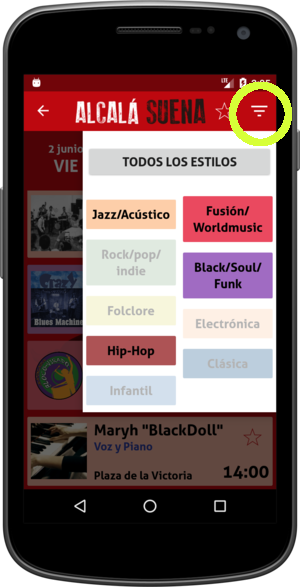 LTE 3:05
ALCALÁ SUENA
2 junio
VIE
TODOS LOS ESTILOS
Jazz/Acústico
Fusión/
Worldmusic
Rock/pop/
indie
Black/Soul/
Funk
Folclore
Electrónica
Hip-Hop
Clásica
Infantil
Blues Machine
Maryh "BlackDoll"
Voz y Piano
Plaza de la Victoria
14:00